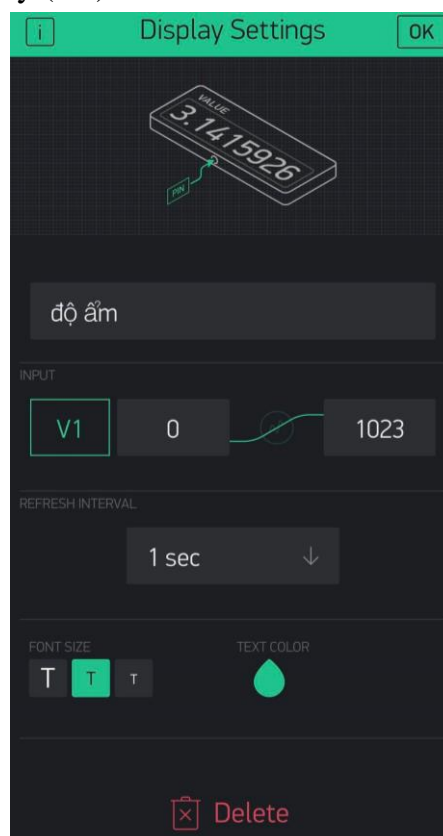 i Display Settings OK
VALUE
3.1415926
PIN
độ ẩm
INPUT
V1 0 1023
REFRESH INTERVAL
1 sec
FONT SIZE TEXT COLOR
T T T
Delete